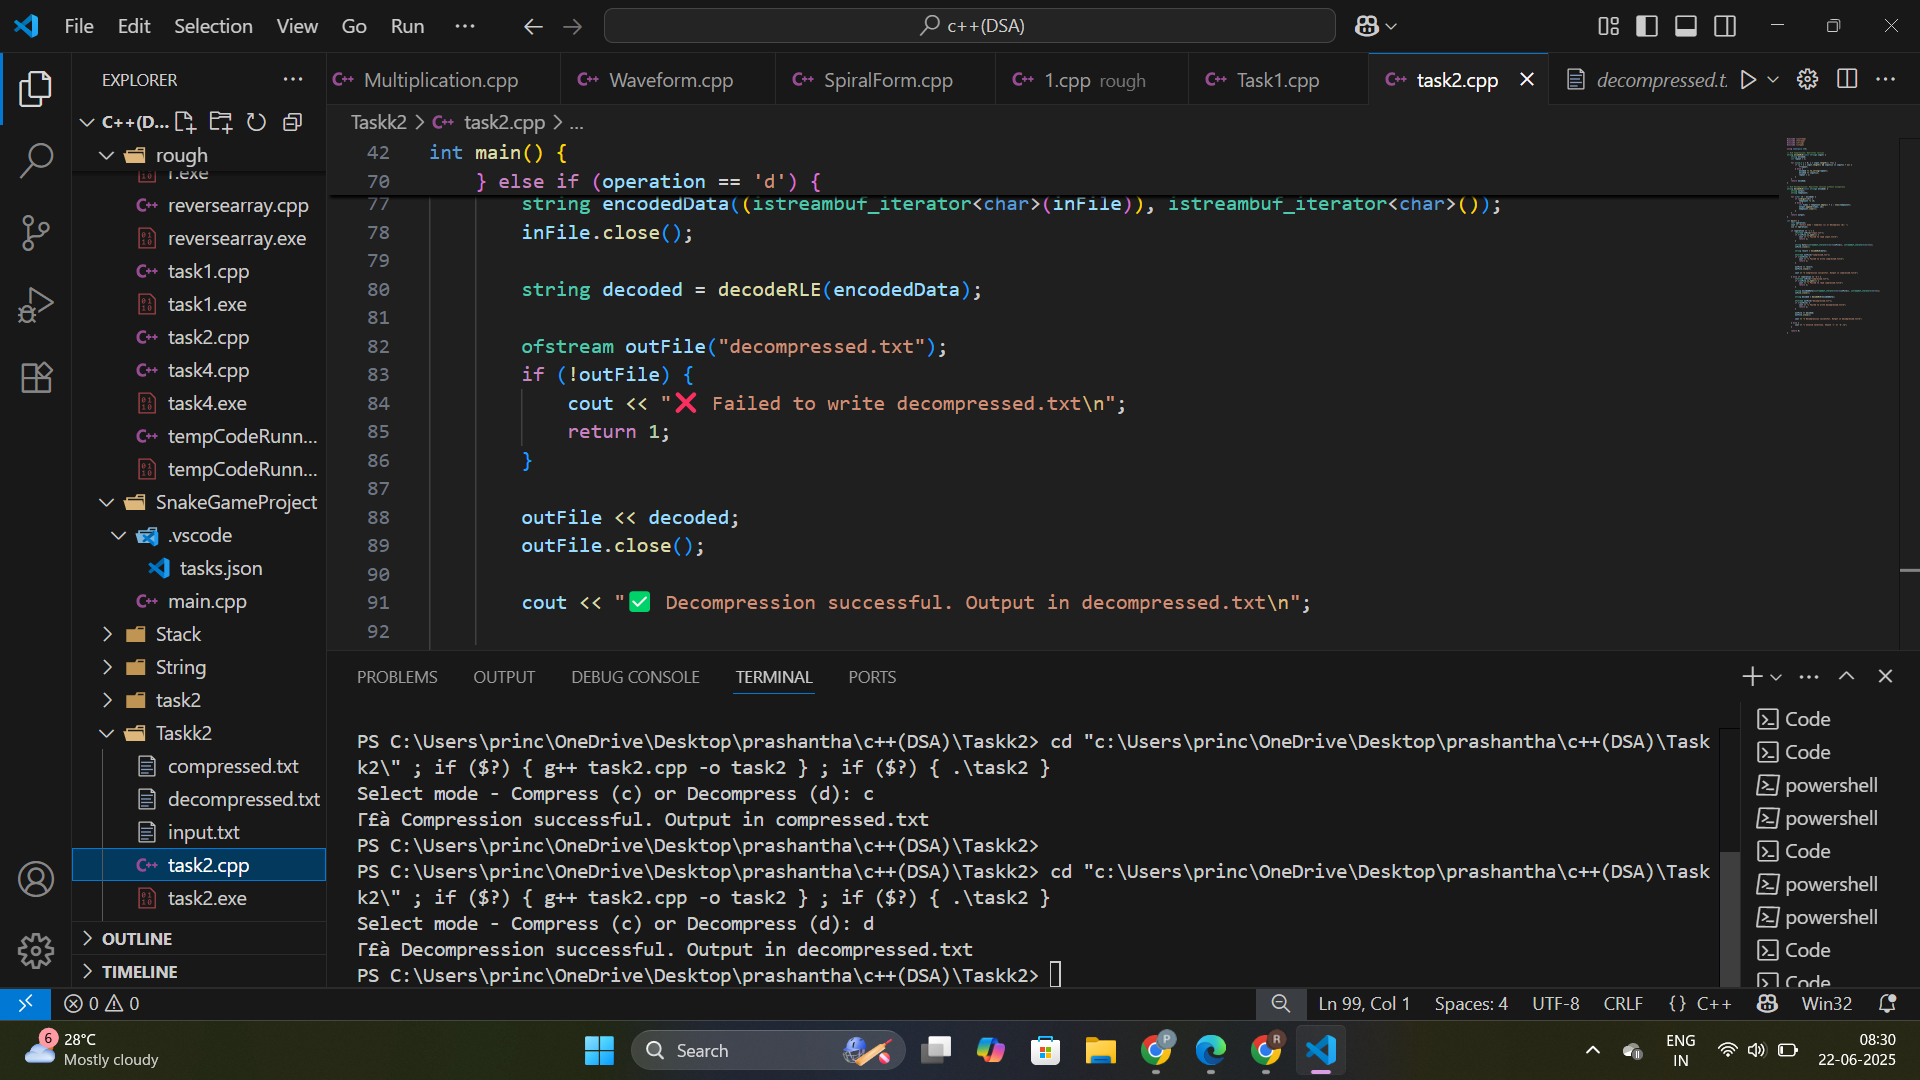 File Edit Selection View Go Run ...
c++(DSA)
EXPLORER ...
C++(D...
rough
r.exe
reversearray.cpp
reversearray.exe
task1.cpp
task1.exe
task2.cpp
task4.cpp
task4.exe
tempCodeRunn...
tempCodeRunn...
SnakeGameProject
.vscode
tasks.json
main.cpp
Stack
String
task2
Taskk2
compressed.txt
decompressed.txt
input.txt
task2.cpp
task2.exe
OUTLINE
TIMELINE
Multiplication.cpp Waveform.cpp SpiralForm.cpp 1.cpp rough Task1.cpp task2.cpp decompressed.t.
Taskk2 > task2.cpp > ...
42 int main() {
70 } else if (operation == 'd') {
77 string encodedData((istreambuf_iterator<char>(inFile)), istreambuf_iterator<char>());
78 inFile.close();
79
80 string decoded = decodeRLE(encodedData);
81
82 ofstream outFile("decompressed.txt");
83 if (!outFile) {
84 cout << "❌ Failed to write decompressed.txt\n";
85 return 1;
86 }
87
88 outFile << decoded;
89 outFile.close();
90
91 cout << "✅ Decompression successful. Output in decompressed.txt\n";
92
PROBLEMS OUTPUT DEBUG CONSOLE TERMINAL PORTS
PS C:\Users\princ\OneDrive\Desktop\prashantha\c++(DSA)\Taskk2> cd "c:\Users\princ\OneDrive\Desktop\prashantha\c++(DSA)\Tas
k2\" ; if ($?) { g++ task2.cpp -o task2 } ; if ($?) { .\task2 }
Select mode - Compress (c) or Decompress (d): c
Γ£à Compression successful. Output in compressed.txt
PS C:\Users\princ\OneDrive\Desktop\prashantha\c++(DSA)\Taskk2>
PS C:\Users\princ\OneDrive\Desktop\prashantha\c++(DSA)\Taskk2> cd "c:\Users\princ\OneDrive\Desktop\prashantha\c++(DSA)\Task
k2\" ; if ($?) { g++ task2.cpp -o task2 } ; if ($?) { .\task2 }
Select mode - Compress (c) or Decompress (d): d
Γ£à Decompression successful. Output in decompressed.txt
PS C:\Users\princ\OneDrive\Desktop\prashantha\c++(DSA)\Taskk2>
Code
Code
powershell
powershell
Code
powershell
powershell
Code
Code
0 0
Ln 99, Col 1 Spaces: 4 UTF-8 CRLF {} C++ Win32
6
28°C
Mostly cloudy
Search
P
R
ENG
IN
08:30
22-06-2025